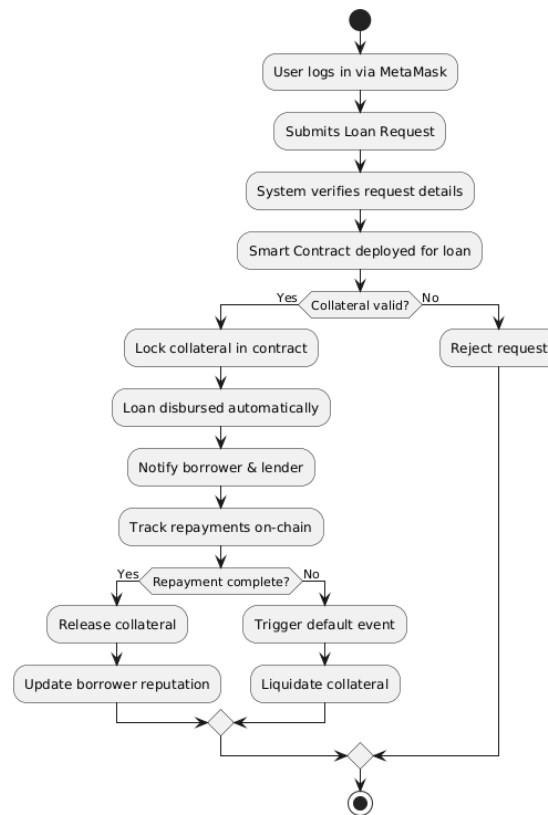 User logs in via MetaMask
Submits Loan Request
System verifies request details
Smart Contract deployed for loan
Yes
Collateral valid?
No
Lock collateral in contract
Reject request
Loan disbursed automatically
Notify borrower & lender
Track repayments on-chain
Yes
Repayment complete?
No
Release collateral
Trigger default event
Update borrower reputation
Liquidate collateral